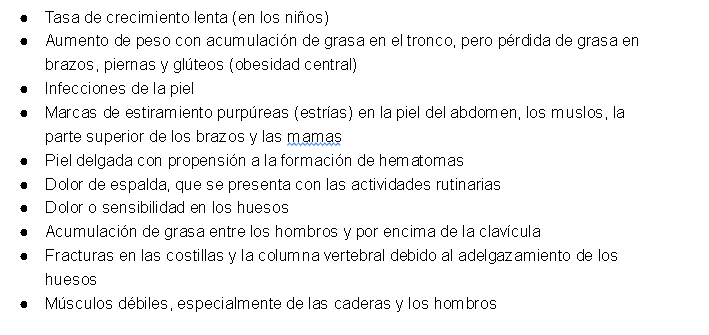 ● Tasa de crecimiento lenta (en los niños)
● Aumento de peso con acumulación de grasa en el tronco, pero pérdida de grasa en
brazos, piernas y glúteos (obesidad central)
● Infecciones de la piel
● Marcas de estiramiento purpúreas (estrías) en la piel del abdomen, los muslos, la
parte superior de los brazos y las mamas
● Piel delgada con propensión a la formación de hematomas
● Dolor de espalda, que se presenta con las actividades rutinarias
● Dolor o sensibilidad en los huesos
● Acumulación de grasa entre los hombros y por encima de la clavícula
● Fracturas en las costillas y la columna vertebral debido al adelgazamiento de los
huesos
● Músculos débiles, especialmente de las caderas y los hombros